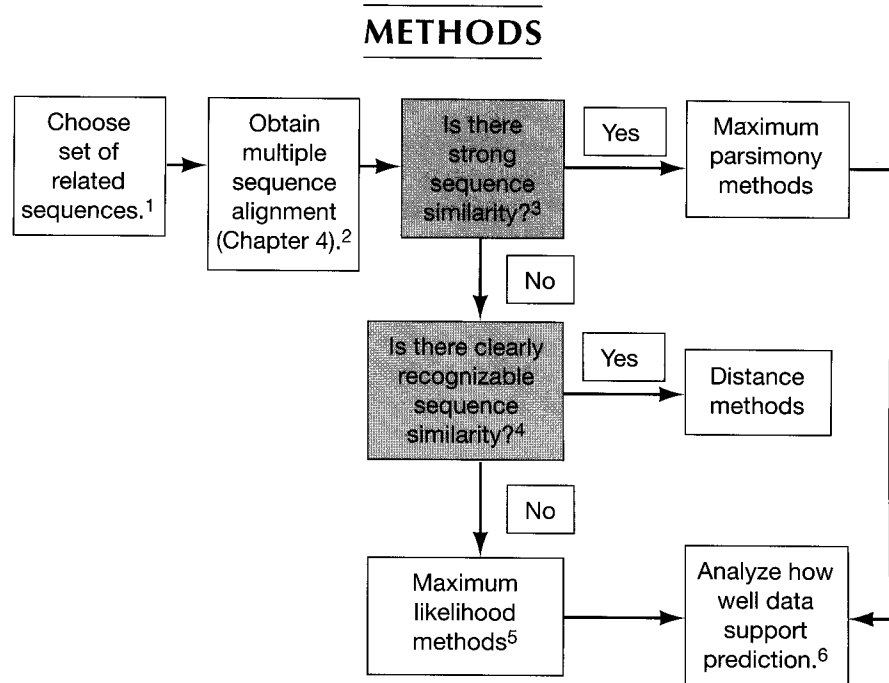 METHODS
Choose
set of
related
sequences.1
Obtain
multiple
sequence
alignment
(Chapter 4).2
Is there
strong
sequence
similarity?3
Yes
Maximum
parsimony
methods
No
Is there clearly
recognizable
sequence
similarity?4
Yes
Distance
methods
No
Maximum
likelihood
methods5
Analyze how
well data
support
prediction.6